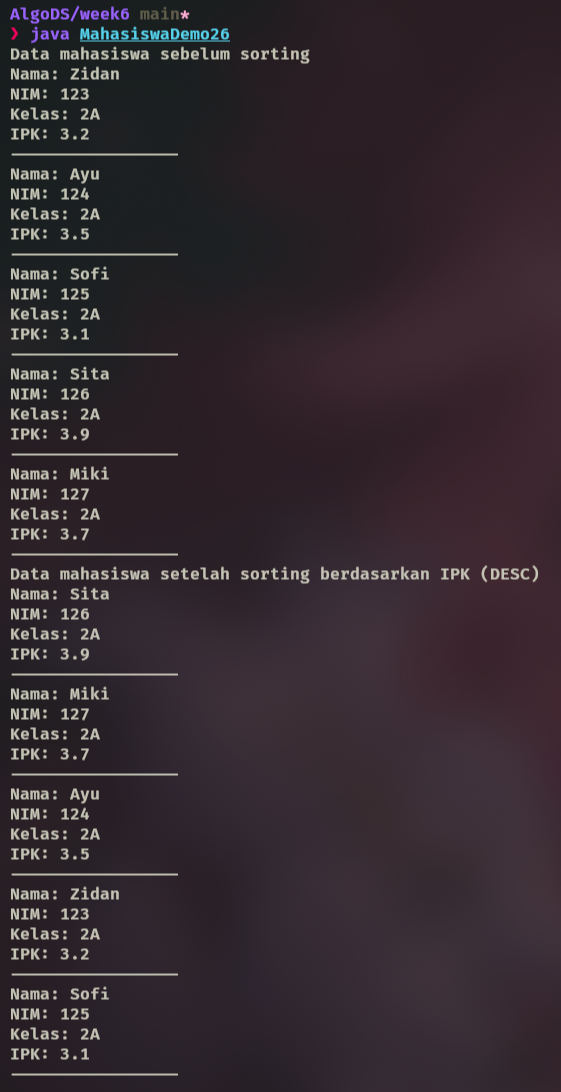 AlgoDS/week6 main*
❯ java MahasiswaDemo26
Data mahasiswa sebelum sorting
Nama: Zidan
NIM: 123
Kelas: 2A
IPK: 3.2
-----------------
Nama: Ayu
NIM: 124
Kelas: 2A
IPK: 3.5
-----------------
Nama: Sofi
NIM: 125
Kelas: 2A
IPK: 3.1
-----------------
Nama: Sita
NIM: 126
Kelas: 2A
IPK: 3.9
-----------------
Nama: Miki
NIM: 127
Kelas: 2A
IPK: 3.7
-----------------
Data mahasiswa setelah sorting berdasarkan IPK (DESC)
Nama: Sita
NIM: 126
Kelas: 2A
IPK: 3.9
-----------------
Nama: Miki
NIM: 127
Kelas: 2A
IPK: 3.7
-----------------
Nama: Ayu
NIM: 124
Kelas: 2A
IPK: 3.5
-----------------
Nama: Zidan
NIM: 123
Kelas: 2A
IPK: 3.2
-----------------
Nama: Sofi
NIM: 125
Kelas: 2A
IPK: 3.1
-----------------